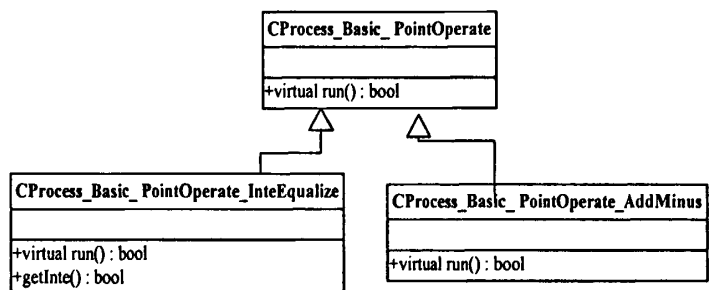 CProcess_Basic_ PointOperate
+virtual run() : bool
CProcess_Basic_ PointOperate_InteEqualize
+virtual run() : bool
+getInte() : bool
CProcess_Basic_ PointOperate_AddMinus
+virtual run() : bool